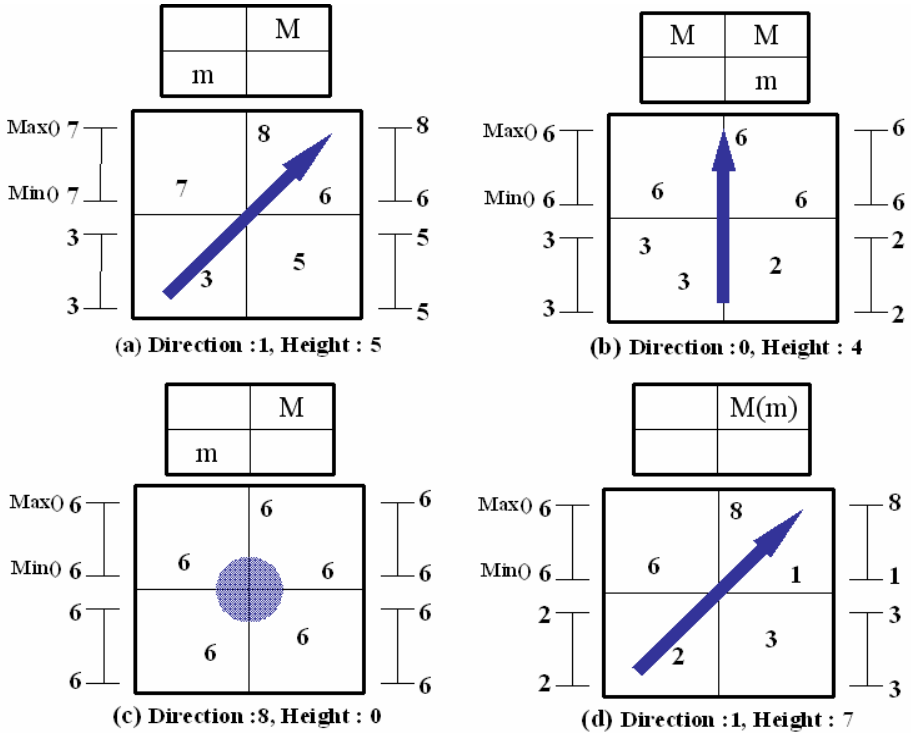 M
m
Max() 7
8
8
7
Min() 7
6
6
3
5
5
3
3
5
(a) Direction :1, Height : 5
M M
m
Max() 6
6
6
6
Min() 6
6
6
3
3
2
2
3
3
2
(b) Direction :0, Height : 4
M
m
Max() 6
6
6
6
Min() 6
6
6
6
6
6
6
6
6
(c) Direction :8, Height : 0
M(m)
Max() 6
8
8
6
Min() 6
1
1
2
3
3
2
2
3
(d) Direction :1, Height : 7